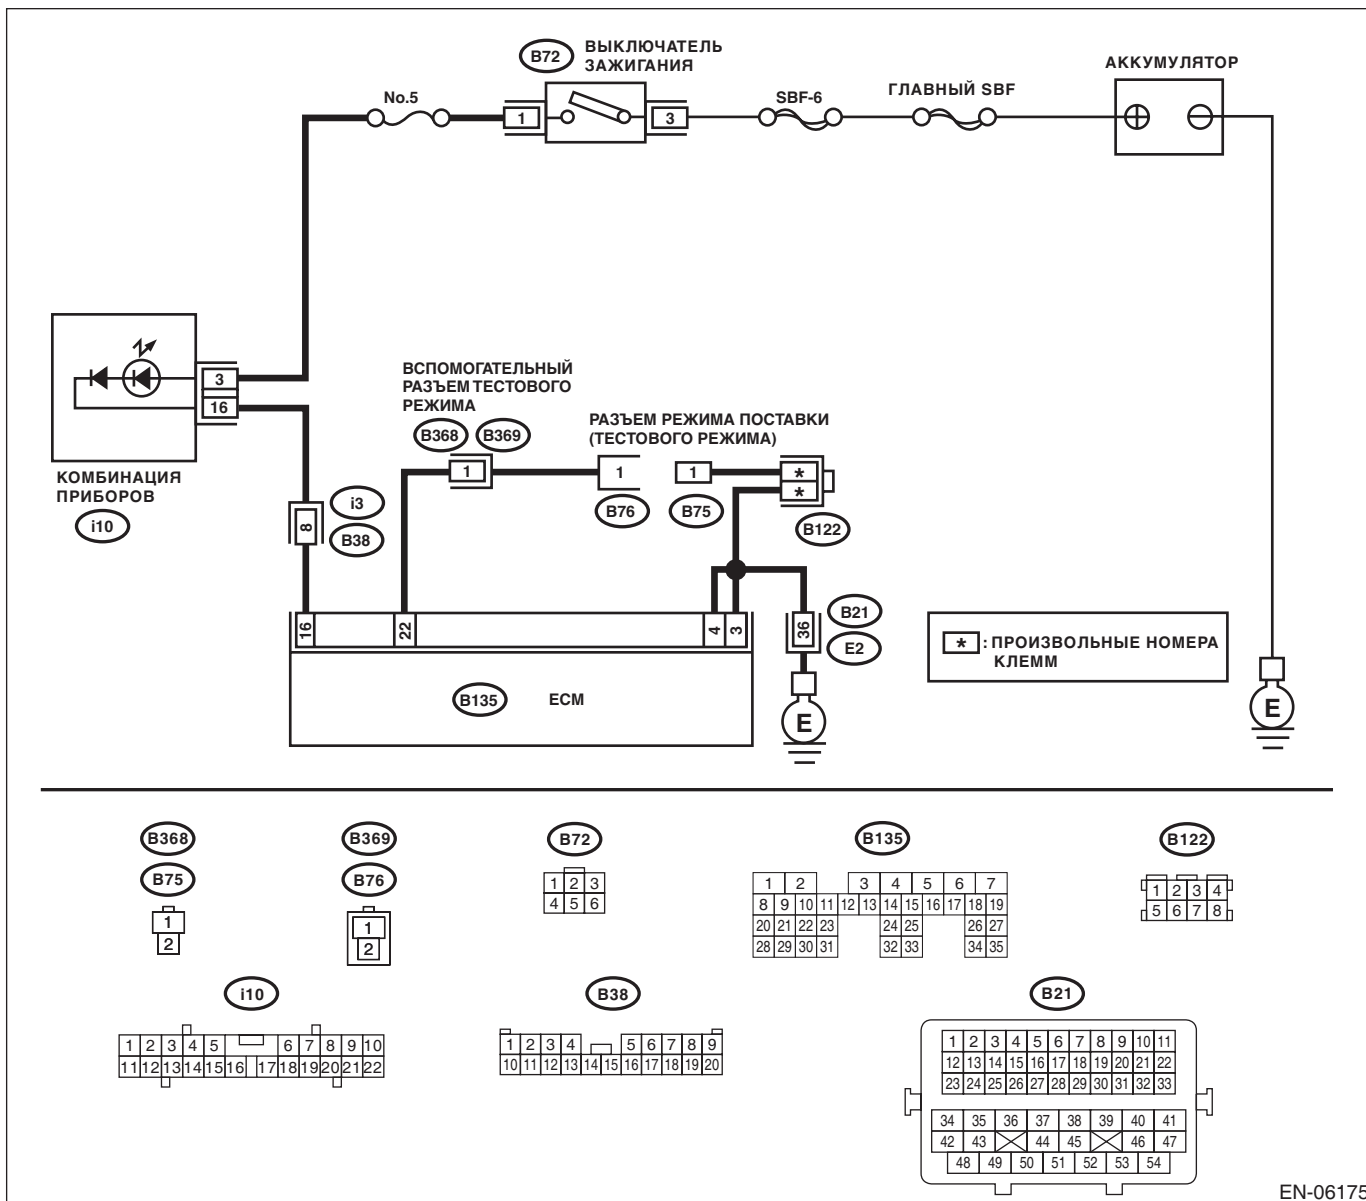 B72
ВЫКЛЮЧАТЕЛЬ
ЗАЖИГАНИЯ
АККУМУЛЯТОР
No.5
1
3
SBF-6
ГЛАВНЫЙ SBF
3
16
КОМБИНАЦИЯ
ПРИБОРОВ
i10
ВСПОМОГАТЕЛЬНЫЙ
РАЗЪЕМ ТЕСТОВОГО
РЕЖИМА
B368 B369
1
РАЗЪЕМ РЕЖИМА ПОСТАВКИ
(ТЕСТОВОГО РЕЖИМА)
1
1
*
*
B76
B75
B122
8
i3
B38
16
22
4
3
36
B21
E2
B135 ECM
E
* : ПРОИЗВОЛЬНЫЕ НОМЕРА
КЛЕММ
E
B368
B75
1
2
B369
B76
1
2
B72
1 2 3
4 5 6
B135
1 2 3 4 5 6 7
8 9 10 11 12 13 14 15 16 17 18 19
20 21 22 23 24 25 26 27
28 29 30 31 32 33 34 35
B122
1 2 3 4
5 6 7 8
i10
1 2 3 4 5 6 7 8 9 10
11 12 13 14 15 16 17 18 19 20 21 22
B38
1 2 3 4 5 6 7 8 9
10 11 12 13 14 15 16 17 18 19 20
B21
1 2 3 4 5 6 7 8 9 10 11
12 13 14 15 16 17 18 19 20 21 22
23 24 25 26 27 28 29 30 31 32 33
34 35 36 37 38 39 40 41
42 43 44 45 46 47
48 49 50 51 52 53 54
EN-06175